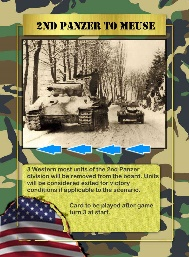 2ND PANZER TO MEUSE
3 Western most units of the 2nd Panzer
division will be removed from the board. Units
will be considered exited for victory
conditions if applicable to the scenario.
Card to be played after game
turn 3 at start.